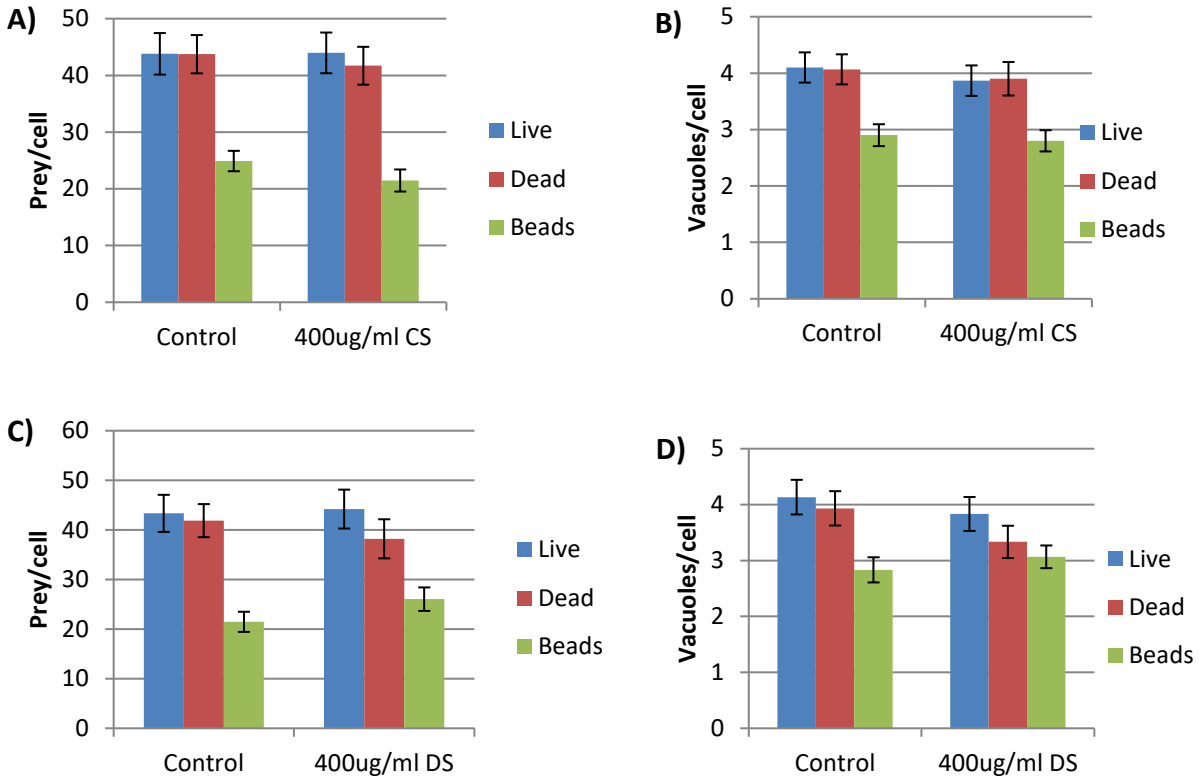 A)
Prey/cell
50
40
30
20
10
0
Control
400ug/ml CS
Live
Dead
Beads
B)
Vacuoles/cell
5
4
3
2
1
0
Control
400ug/ml CS
Live
Dead
Beads
C)
Prey/cell
60
50
40
30
20
10
0
Control
400ug/ml DS
Live
Dead
Beads
D)
Vacuoles/cell
5
4
3
2
1
0
Control
400ug/ml DS
Live
Dead
Beads